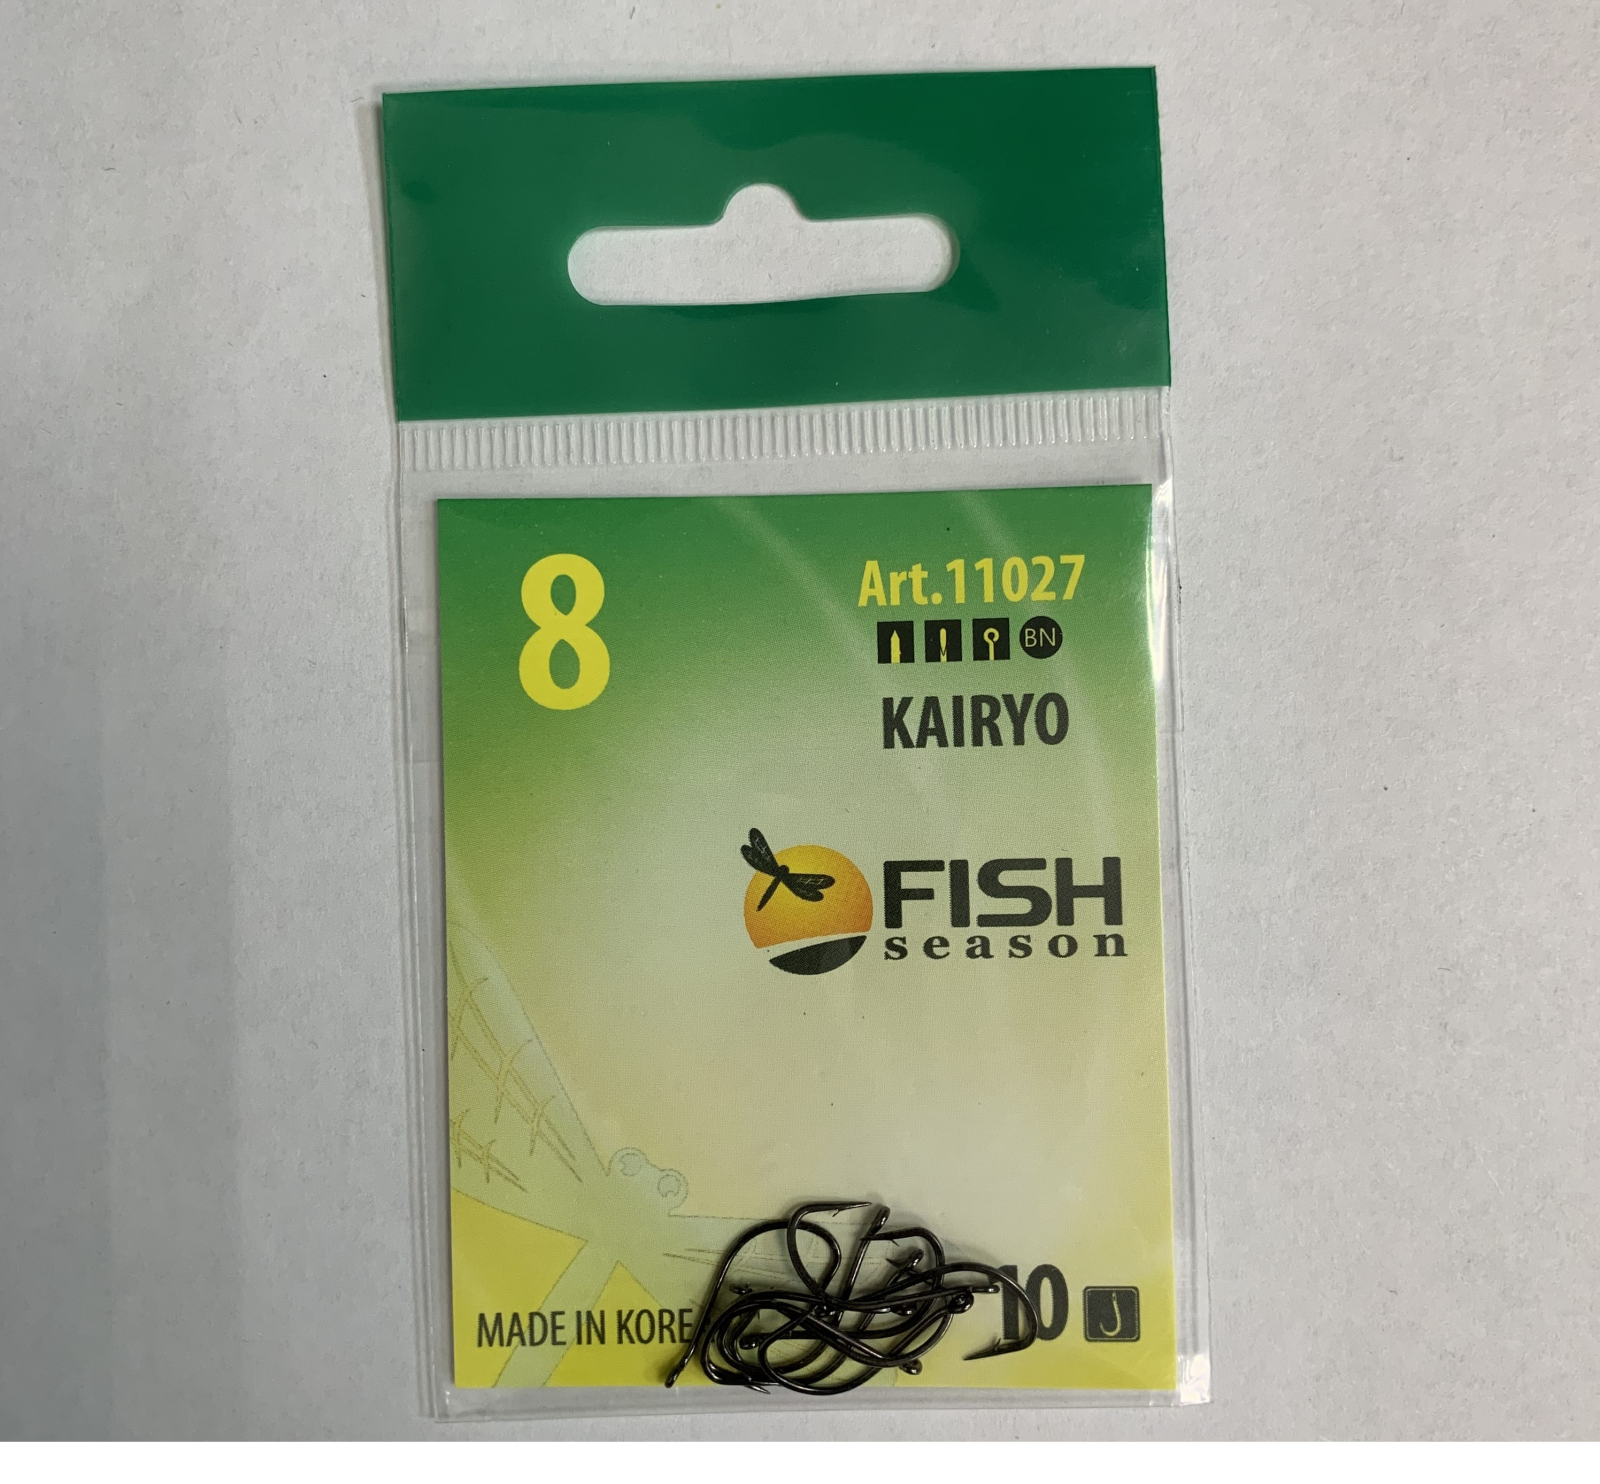 8
Art.11027
BN
KAIRYO
FISH
season
MADE IN KORE
10